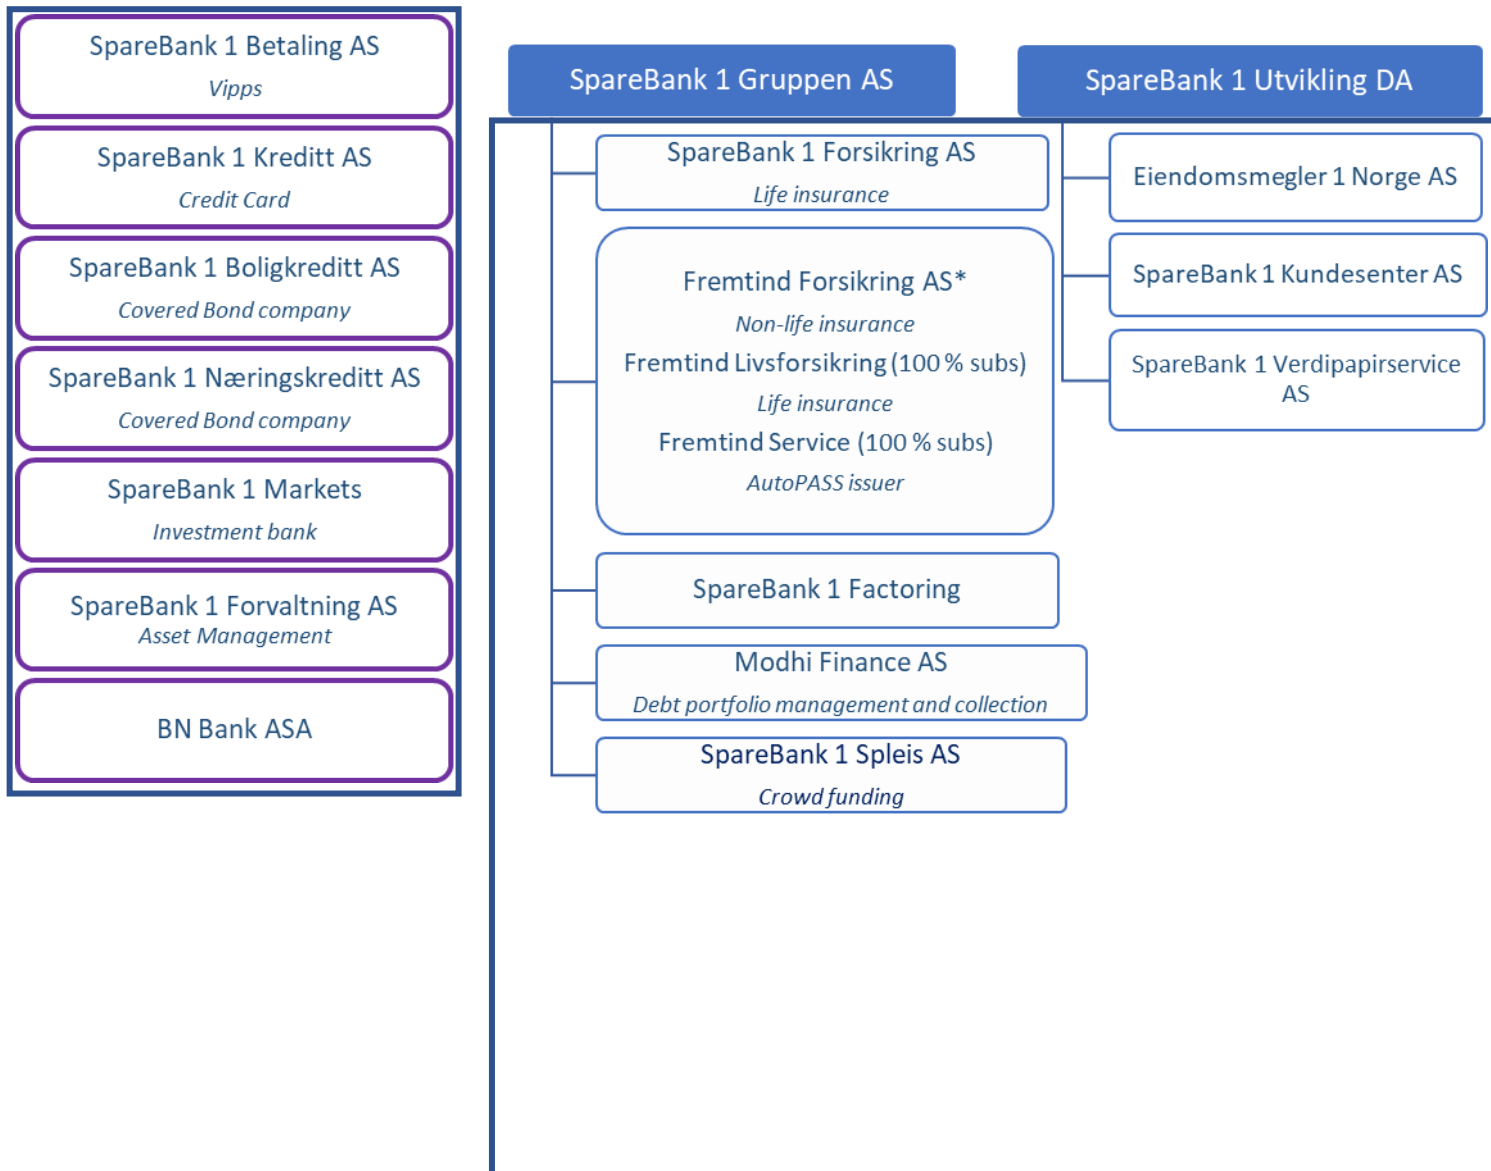 SpareBank 1 Betaling AS
Vipps
SpareBank 1 Kreditt AS
Credit Card
SpareBank 1 Boligkreditt AS
Covered Bond company
SpareBank 1 Næringskreditt AS
Covered Bond company
SpareBank 1 Markets
Investment bank
SpareBank 1 Forvaltning AS
Asset Management
BN Bank ASA
SpareBank 1 Gruppen AS
SpareBank 1 Forsikring AS
Life insurance
Fremtind Forsikring AS*
Non-life insurance
Fremtind Livsforsikring (100 % subs)
Life insurance
Fremtind Service (100 % subs)
AutoPASS issuer
SpareBank 1 Factoring
Modhi Finance AS
Debt portfolio management and collection
SpareBank 1 Spleis AS
Crowd funding
SpareBank 1 Utvikling DA
Eiendomsmegler 1 Norge AS
SpareBank 1 Kundesenter AS
SpareBank 1 Verdipapirservice
AS